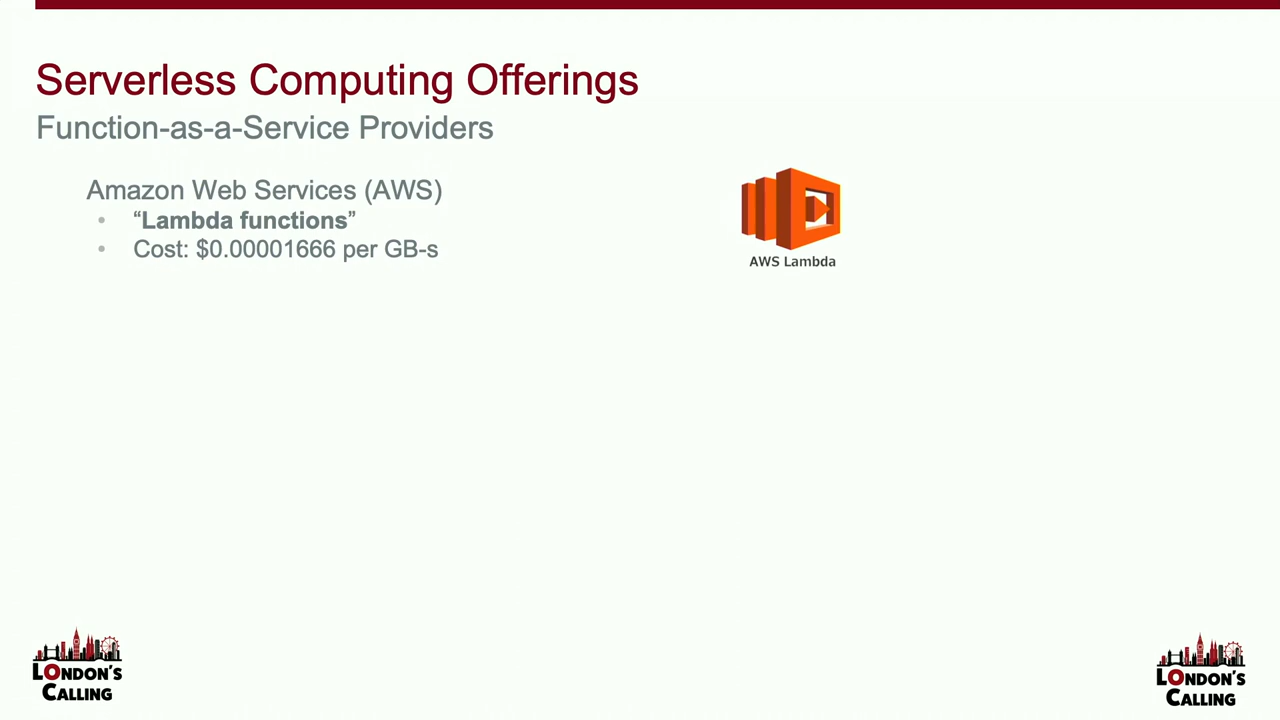 Serverless Computing Offerings
Function-as-a-Service Providers
Amazon Web Services (AWS)
• “Lambda functions”
• Cost: $0.00001666 per GB-s
AWS Lambda
LONDON'S
CALLING
LONDON'S
CALLING